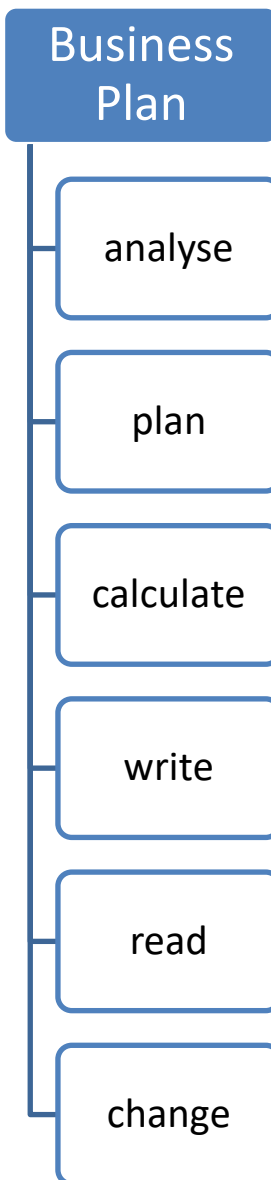 Business
Plan
analyse
plan
calculate
write
read
change